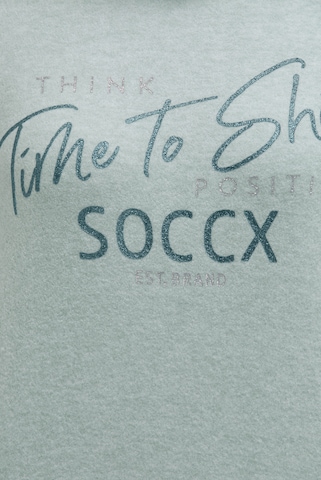 THINK
Time to Sh
POSITI
SOCCX
EST. BRAND